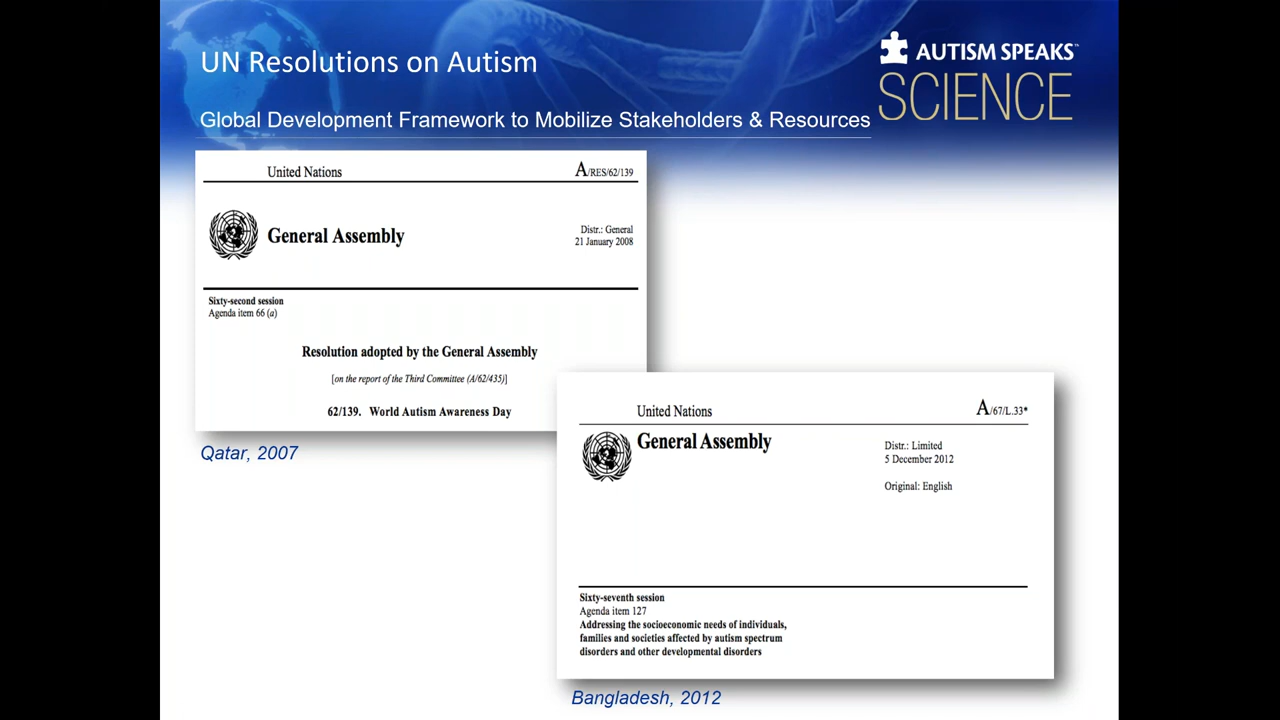 UN Resolutions on Autism
AUTISM SPEAKS™
SCIENCE
Global Development Framework to Mobilize Stakeholders & Resources
United Nations
A/RES/62/139
General Assembly
Distr.: General
21 January 2008
Sixty-second session
Agenda item 66 (a)
Resolution adopted by the General Assembly
[on the report of the Third Committee (A/62/435)]
62/139. World Autism Awareness Day
Qatar, 2007
United Nations
A/67/L.33*
General Assembly
Distr.: Limited
5 December 2012
Original: English
Sixty-seventh session
Agenda item 127
Addressing the socioeconomic needs of individuals,
families and societies affected by autism spectrum
disorders and other developmental disorders
Bangladesh, 2012